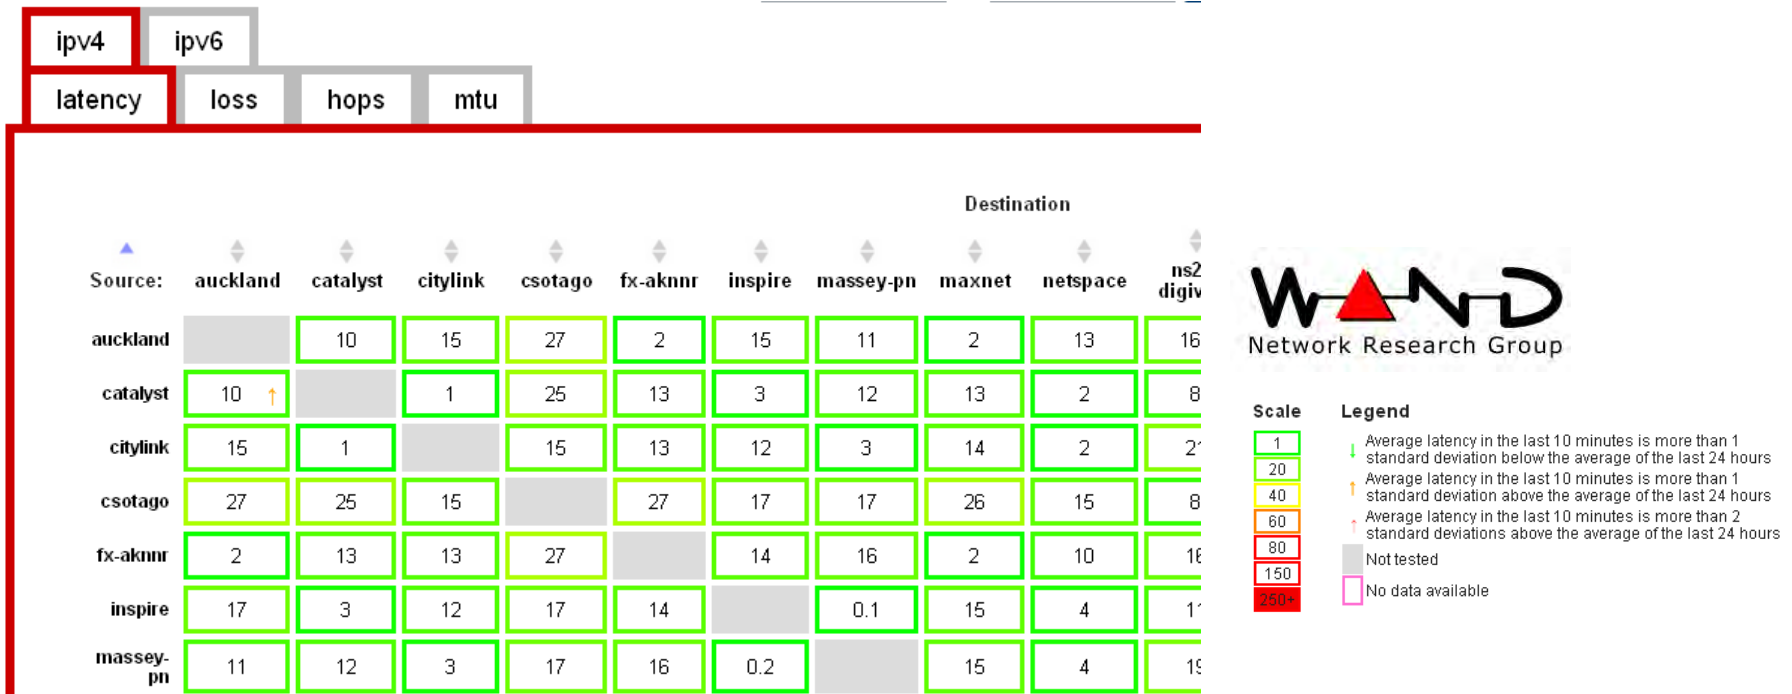 ipv4 ipv6
latency loss hops mtu
Destination
Source: auckland catalyst citylink csotago fx-aknnr inspire massey-pn maxnet netspace ns2
digiv
auckland 10 15 27 2 15 11 2 13 16
catalyst 10 ↑ 1 25 13 3 12 13 2 8
citylink 15 1 15 13 12 3 14 2 21
csotago 27 25 15 27 17 17 26 15 8
fx-aknnr 2 13 13 27 14 16 2 10 16
inspire 17 3 12 17 14 0.1 15 4 11
massey-
pn 11 12 3 17 16 0.2 15 4 19
WAND
Network Research Group
Scale
1
20
40
60
80
150
250+
Legend
↓ Average latency in the last 10 minutes is more than 1
standard deviation below the average of the last 24 hours
↑ Average latency in the last 10 minutes is more than 1
standard deviation above the average of the last 24 hours
↑ Average latency in the last 10 minutes is more than 2
standard deviations above the average of the last 24 hours
Not tested
No data available